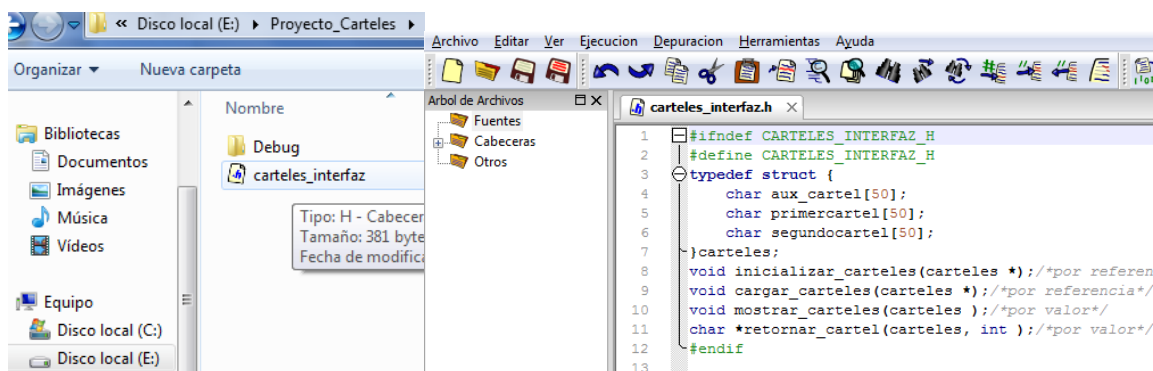 « Disco local (E:) ▸ Proyecto_Carteles ▸
Organizar ▾ Nueva carpeta
Bibliotecas
Documentos
Imágenes
Música
Vídeos
Equipo
Disco local (C:)
Disco local (E:)
Nombre
Debug
carteles_interfaz
Tipo: H - Cabecer
Tamaño: 381 byte
Fecha de modifica
Archivo Editar Ver Ejecucion Depuracion Herramientas Ayuda
Arbol de Archivos
Fuentes
Cabeceras
Otros
carteles_interfaz.h
1 #ifndef CARTELES_INTERFAZ_H
2 #define CARTELES_INTERFAZ_H
3 typedef struct {
4 char aux_cartel[50];
5 char primercartel[50];
6 char segundocartel[50];
7 }carteles;
8 void inicializar_carteles(carteles *);/*por referen
9 void cargar_carteles(carteles *);/*por referencia*/
10 void mostrar_carteles(carteles );/*por valor*/
11 char *retornar_cartel(carteles, int );/*por valor*/
12 #endif
13